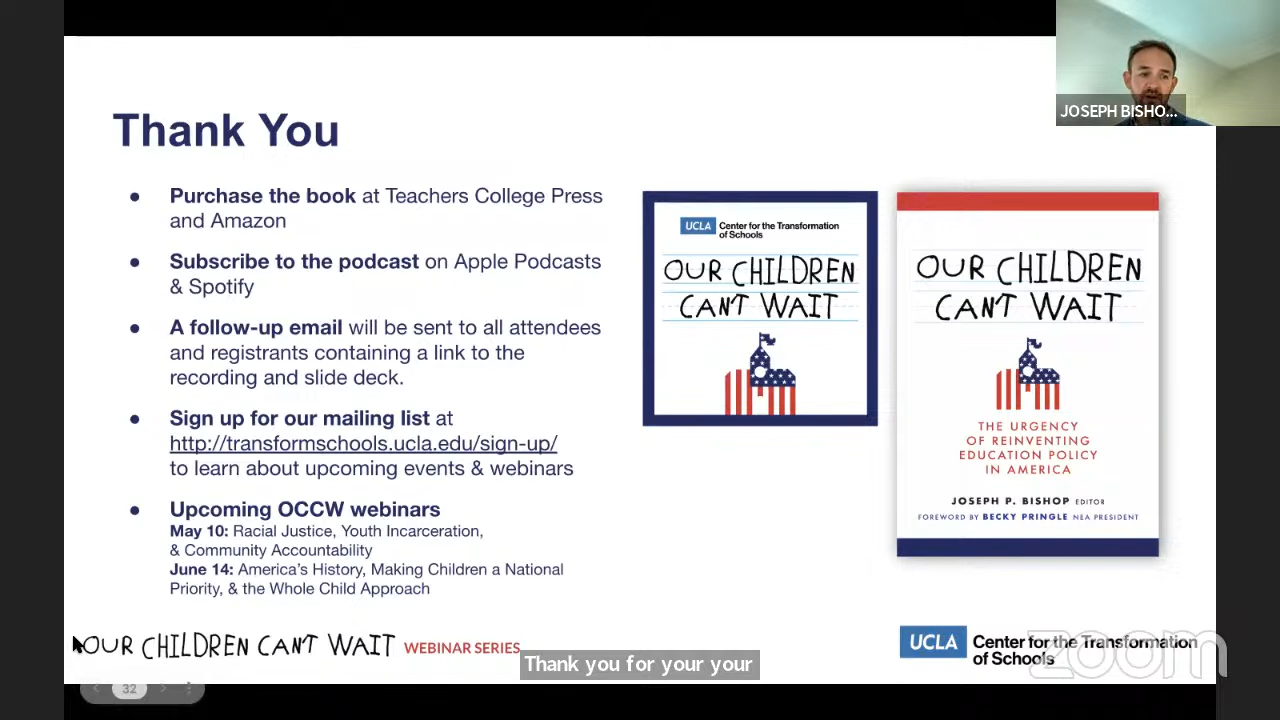 JOSEPH BISHO...
Thank You
Purchase the book at Teachers College Press
and Amazon
Subscribe to the podcast on Apple Podcasts
& Spotify
A follow-up email will be sent to all attendees
and registrants containing a link to the
recording and slide deck.
Sign up for our mailing list at
http://transformschools.ucla.edu/sign-up/
to learn about upcoming events & webinars
Upcoming OCCW webinars
May 10: Racial Justice, Youth Incarceration,
& Community Accountability
June 14: America's History, Making Children a National
Priority, & the Whole Child Approach
UCLA Center for the Transformation
of Schools
OUR CHILDREN
CAN'T WAIT
OUR CHILDREN
CAN'T WAIT
THE URGENCY
OF REINVENTING
EDUCATION POLICY
IN AMERICA
JOSEPH P. BISHOP EDITOR
FOREWORD BY BECKY PRINGLE NEA PRESIDENT
OUR CHILDREN CAN'T WAIT WEBINAR SERIES
UCLA Center for the Transformation
of Schools
zoom
Thank you for your your
32